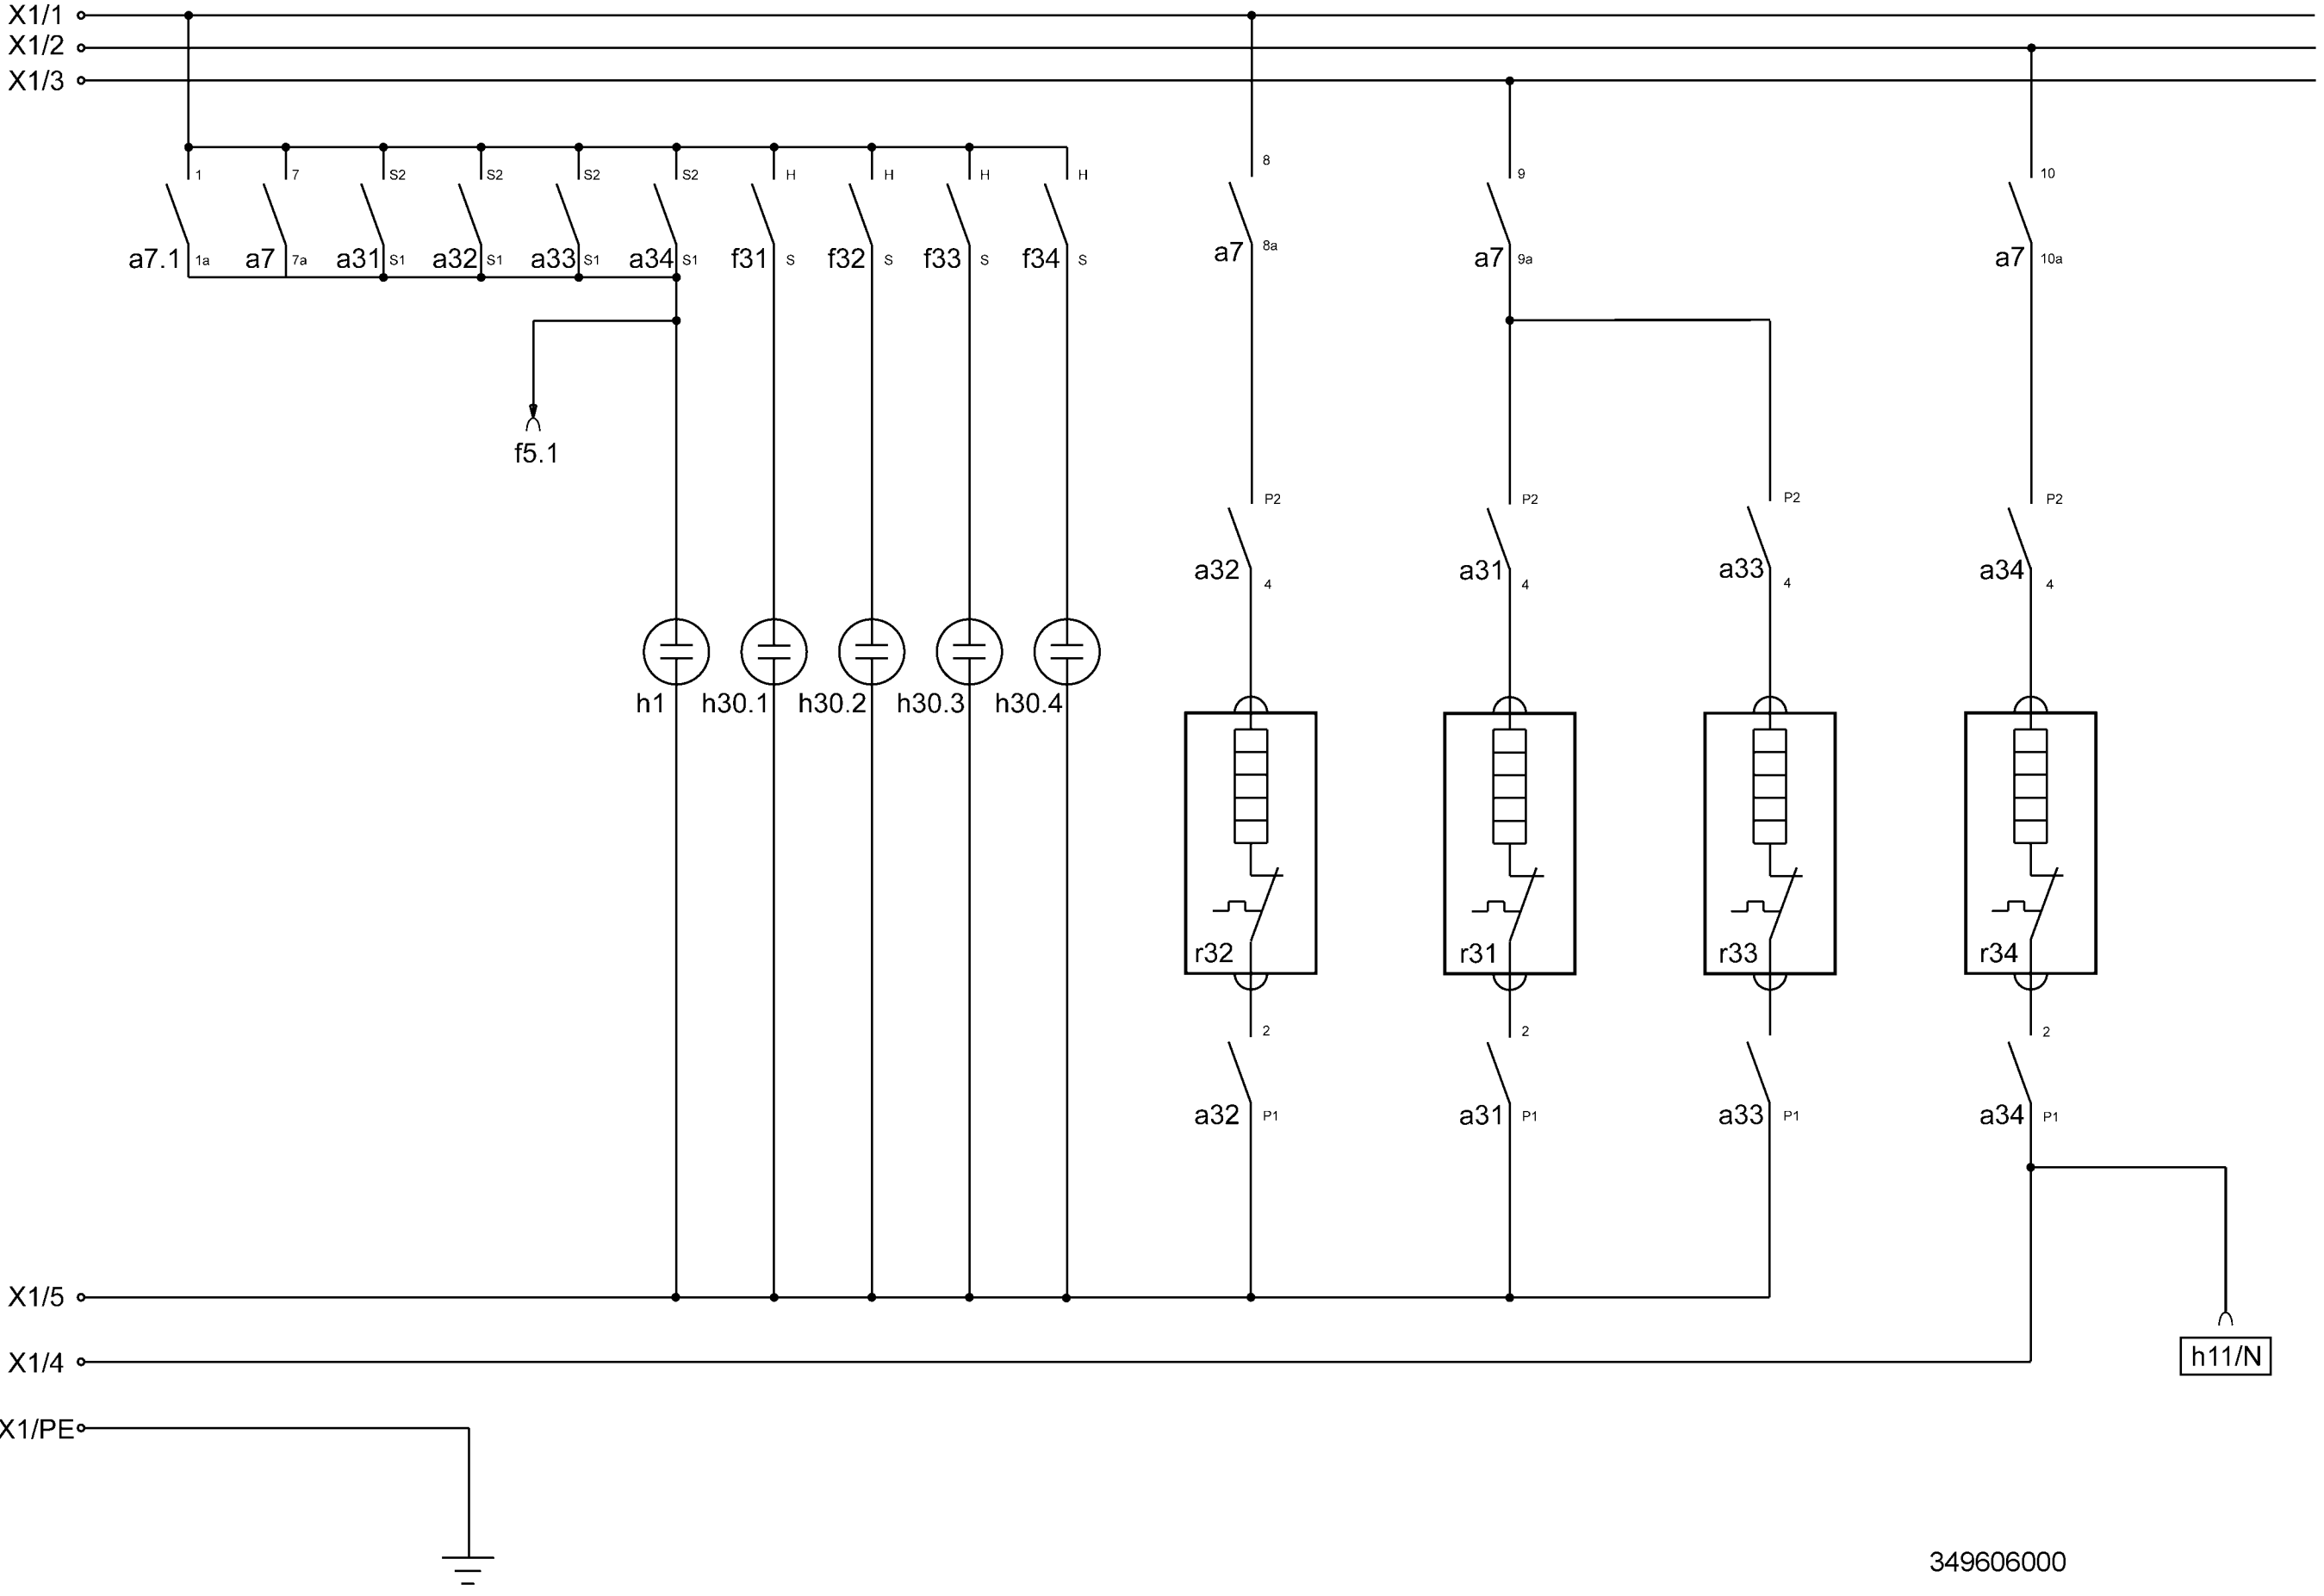 X1/1
X1/2
X1/3
1 7 S2 S2 S2 S2 H H H H 8 9 10
a7.1 1a a7 7a a31 S1 a32 S1 a33 S1 a34 S1 f31 S f32 S f33 S f34 S a7 8a a7 9a a7 10a
f5.1
P2 P2 P2 P2
a32 4 a31 4 a33 4 a34 4
h1 h30.1 h30.2 h30.3 h30.4
r32 r31 r33 r34
2 2 2
a32 P1 a31 P1 a33 P1 a34 P1
X1/5
X1/4 h11/N
X1/PE
349606000